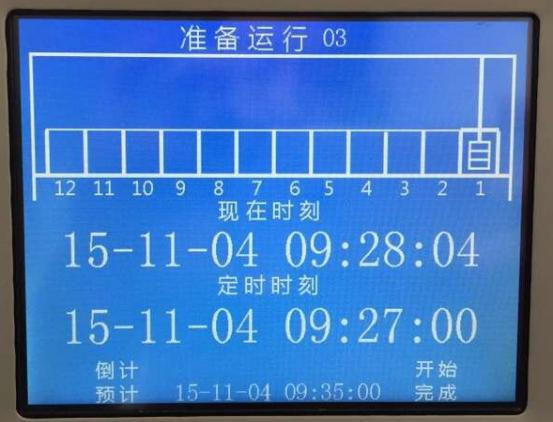 准备运行 03
12 11 10 9 8 7 6 5 4 3 2 1
现在时刻
15-11-04 09:28:04
定时时刻
15-11-04 09:27:00
倒计 开始
预计 15-11-04 09:35:00 完成